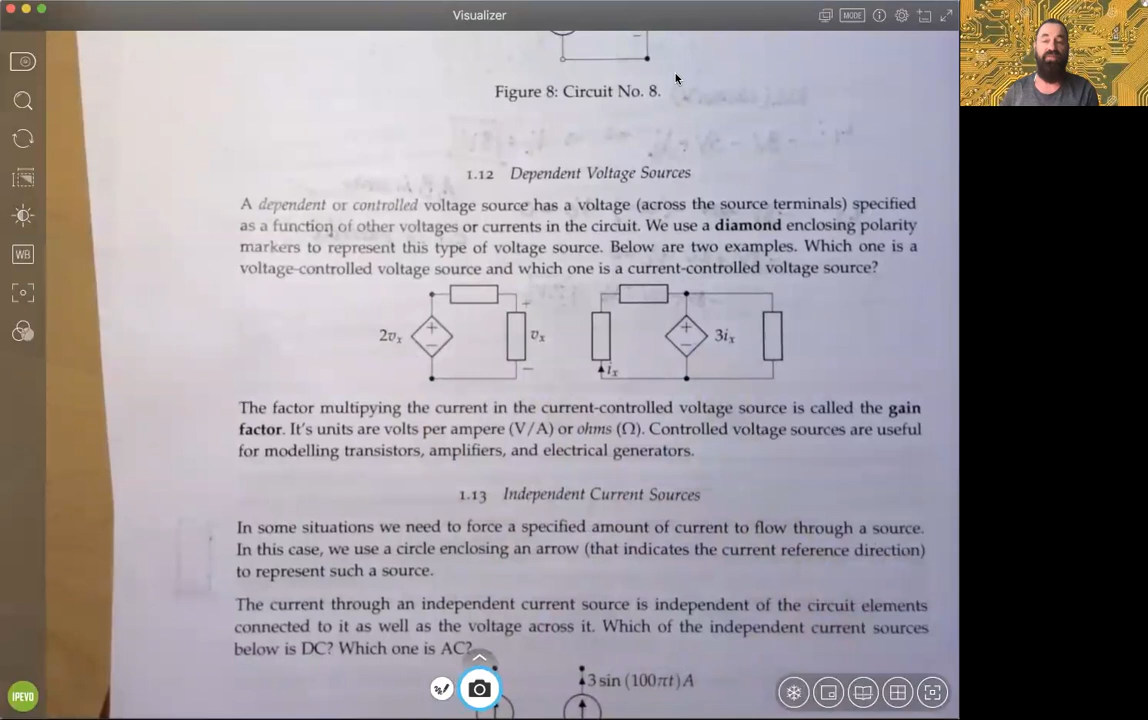 Visualizer
MODE
WB
Figure 8: Circuit No. 8.
1.12 Dependent Voltage Sources
A dependent or controlled voltage source has a voltage (across the source terminals) specified
as a function of other voltages or currents in the circuit. We use a diamond enclosing polarity
markers to represent this type of voltage source. Below are two examples. Which one is a
voltage-controlled voltage source and which one is a current-controlled voltage source?
2vₓ + − + vₓ − iₓ + − 3iₓ
The factor multipying the current in the current-controlled voltage source is called the gain
factor. It's units are volts per ampere (V/A) or ohms (Ω). Controlled voltage sources are useful
for modelling transistors, amplifiers, and electrical generators.
1.13 Independent Current Sources
In some situations we need to force a specified amount of current to flow through a source.
In this case, we use a circle enclosing an arrow (that indicates the current reference direction)
to represent such a source.
The current through an independent current source is independent of the circuit elements
connected to it as well as the voltage across it. Which of the independent current sources
below is DC? Which one is AC?
3 sin (100πt) A
IPEVO